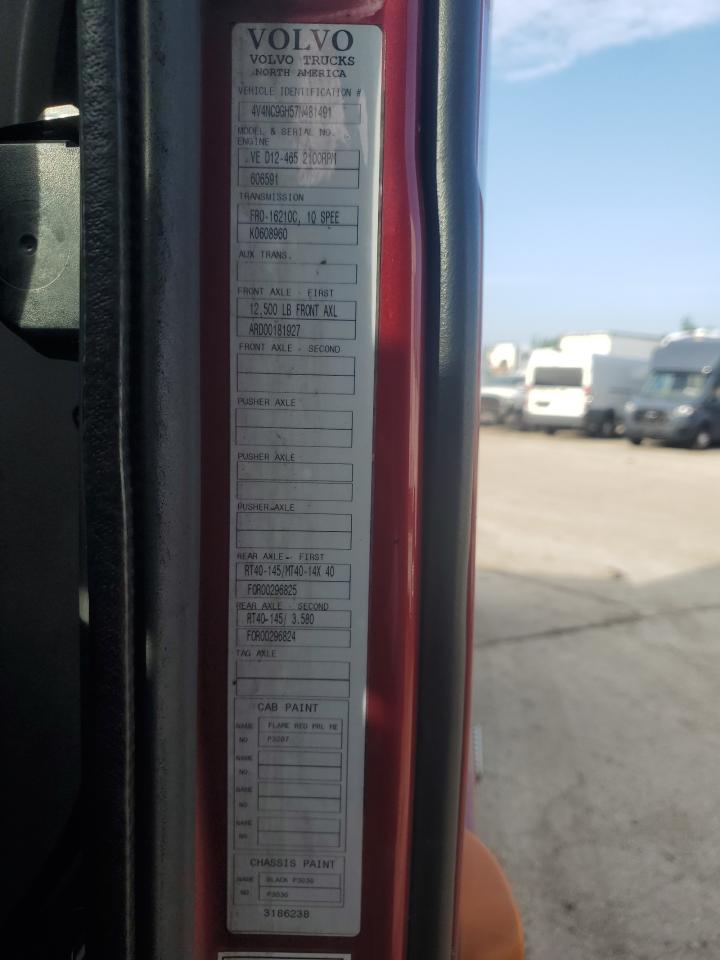 VOLVO
VOLVO TRUCKS
NORTH AMERICA
VEHICLE IDENTIFICATION #
4V4NC9GH57N481491
MODEL & SERIAL NO.
ENGINE
VE D12-465 2100RPM
606591
TRANSMISSION
FRO-16210C, 10 SPEE
K0608960
AUX TRANS.
FRONT AXLE - FIRST
12,500 LB FRONT AXL
ARD00181927
FRONT AXLE - SECOND
PUSHER AXLE
PUSHER AXLE
PUSHER AXLE
REAR AXLE - FIRST
RT40-145/MT40-14X 40
FOR00296825
REAR AXLE - SECOND
RT40-145/ 3.580
FOR00296824
TAG AXLE
CAB PAINT
NAME FLAME RED PRL ME
NO P3207
NAME
NO.
NAME
NO.
NAME
NO.
CHASSIS PAINT
NAME BLACK P3036
NO. P3036
3186238